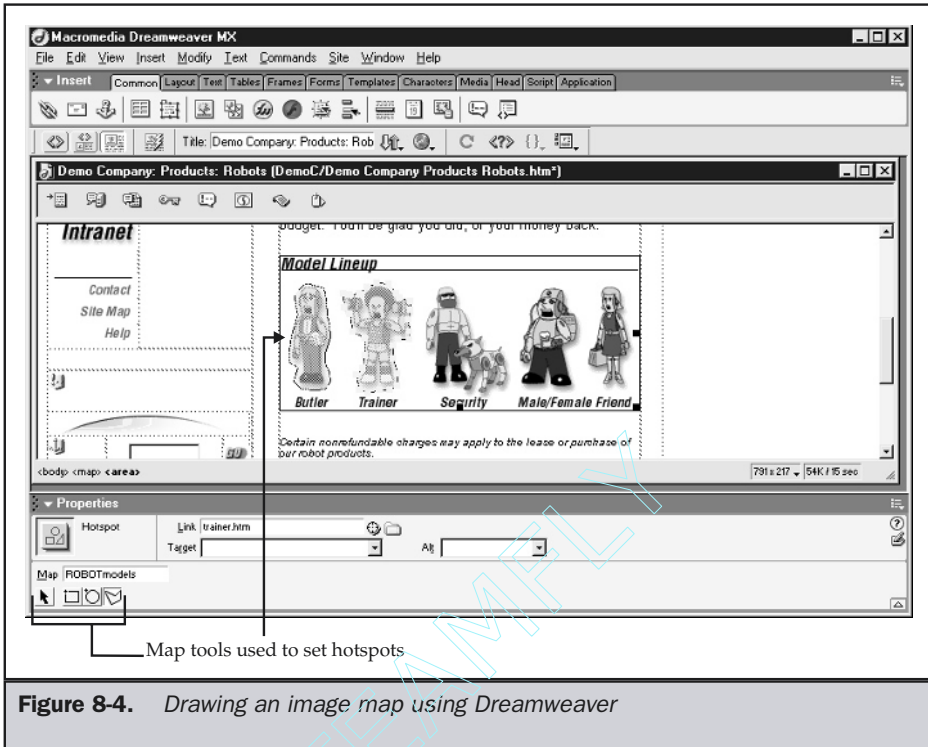 Macromedia Dreamweaver MX
File Edit View Insert Modify Text Commands Site Window Help
Insert Common Layout Text Tables Frames Forms Templates Characters Media Head Script Application
Title: Demo Company: Products: Rob
Demo Company: Products: Robots (DemoC/Demo Company Products Robots.htm*)
Intranet
budget. You'll be glad you did, or your money back.
Model Lineup
Contact
Site Map
Help
Butler Trainer Security Male/Female Friend
Certain nonrefundable charges may apply to the lease or purchase of
our robot products.
<body> <map> <area>
791 x 217 54K / 15 sec
Properties
Hotspot
Link trainer.htm
Target
Alt
Map ROBOTmodels
Map tools used to set hotspots
Figure 8-4. Drawing an image map using Dreamweaver
TEAMFLY